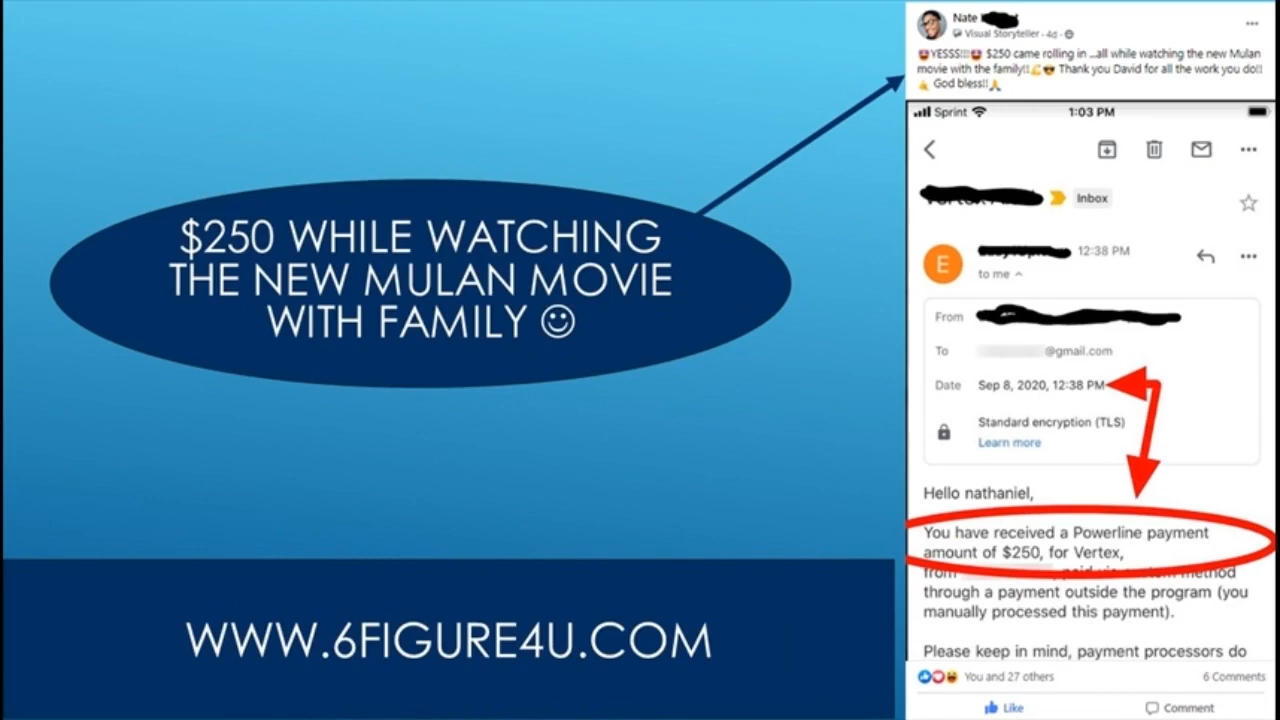 $250 WHILE WATCHING
THE NEW MULAN MOVIE
WITH FAMILY ☺
WWW.6FIGURE4U.COM
Nate
Visual Storyteller · 4d ·
😍YESSS!!!😍 $250 came rolling in ...all while watching the new Mulan
movie with the family!!💪😎 Thank you David for all the work you do!!
🤙 God bless!!🙏
Sprint 1:03 PM
Inbox
E 12:38 PM
to me
From
To @gmail.com
Date Sep 8, 2020, 12:38 PM
Standard encryption (TLS)
Learn more
Hello nathaniel,
You have received a Powerline payment
amount of $250, for Vertex,
from paid via custom method
through a payment outside the program (you
manually processed this payment).
Please keep in mind, payment processors do
You and 27 others 6 Comments
Like Comment